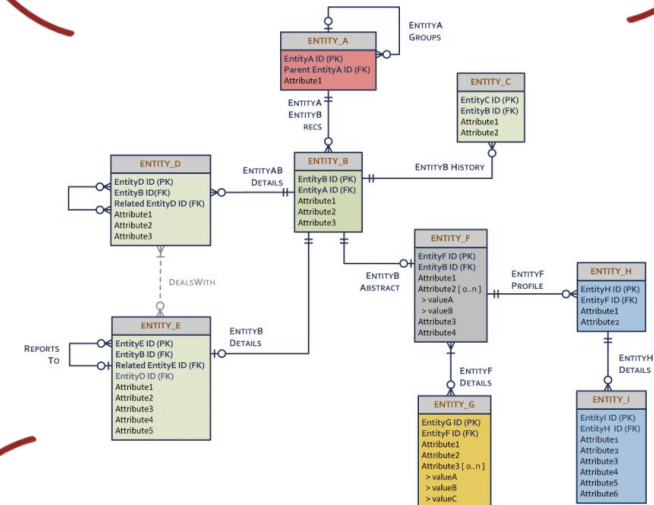 ENTITYA
GROUPS
ENTITY_A
EntityA ID (PK)
Parent EntityA ID (FK)
Attribute1
ENTITYA
ENTITYB
RECS
ENTITY_C
EntityC ID (PK)
EntityB ID (FK)
Attribute1
Attribute2
ENTITYB HISTORY
ENTITY_D
EntityD ID (PK)
EntityB ID(FK)
Related EntityD ID (FK)
Attribute1
Attribute2
Attribute3
ENTITYAB
DETAILS
ENTITY_B
EntityB ID (PK)
EntityA ID (FK)
Attribute1
Attribute2
Attribute3
DEALSWITH
ENTITYB
ABSTRACT
ENTITY_F
EntityF ID (PK)
EntityB ID (FK)
Attribute1
Attribute2 [ 0..n ]
> valueA
> valueB
Attribute3
Attribute4
ENTITYF
PROFILE
ENTITY_H
EntityH ID (PK)
EntityF ID (FK)
Attribute1
Attribute2
REPORTS
TO
ENTITY_E
EntityE ID (PK)
EntityB ID (FK)
Related EntityE ID (FK)
EntityD ID (FK)
Attribute1
Attribute2
Attribute3
Attribute4
Attribute5
ENTITYB
DETAILS
ENTITYF
DETAILS
ENTITYH
DETAILS
ENTITY_G
EntityG ID (PK)
EntityF ID (FK)
Attribute1
Attribute2
Attribute3 [ 0..n ]
> valueA
> valueB
> valueC
ENTITY_I
EntityI ID (PK)
EntityH ID (FK)
Attribute1
Attribute2
Attribute3
Attribute4
Attribute5
Attribute6